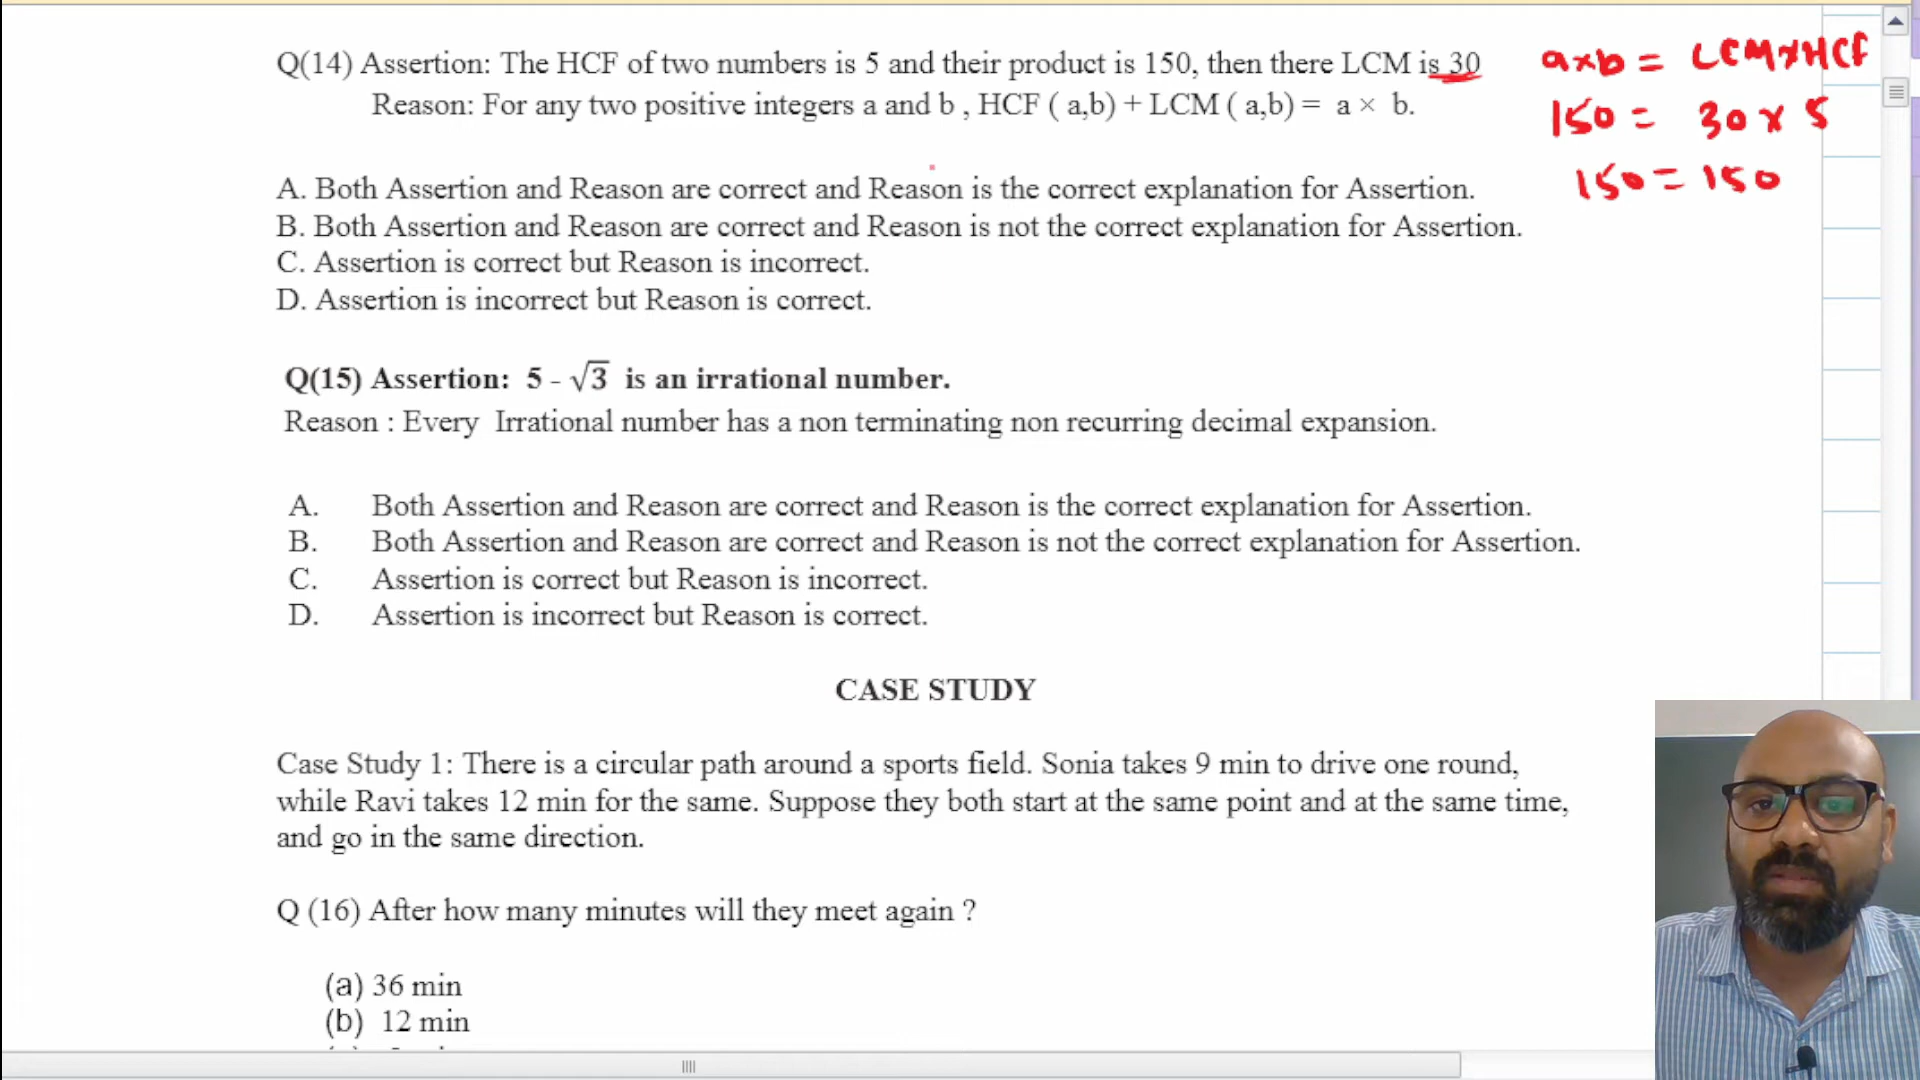 Q(14) Assertion: The HCF of two numbers is 5 and their product is 150, then there LCM is 30
Reason: For any two positive integers a and b , HCF ( a,b) + LCM ( a,b) = a × b.
a×b = LCM×HCF
150 = 30 × 5
150 = 150
A. Both Assertion and Reason are correct and Reason is the correct explanation for Assertion.
B. Both Assertion and Reason are correct and Reason is not the correct explanation for Assertion.
C. Assertion is correct but Reason is incorrect.
D. Assertion is incorrect but Reason is correct.
Q(15) Assertion: 5 - √3 is an irrational number.
Reason : Every Irrational number has a non terminating non recurring decimal expansion.
A. Both Assertion and Reason are correct and Reason is the correct explanation for Assertion.
B. Both Assertion and Reason are correct and Reason is not the correct explanation for Assertion.
C. Assertion is correct but Reason is incorrect.
D. Assertion is incorrect but Reason is correct.
CASE STUDY
Case Study 1: There is a circular path around a sports field. Sonia takes 9 min to drive one round,
while Ravi takes 12 min for the same. Suppose they both start at the same point and at the same time,
and go in the same direction.
Q (16) After how many minutes will they meet again ?
(a) 36 min
(b) 12 min